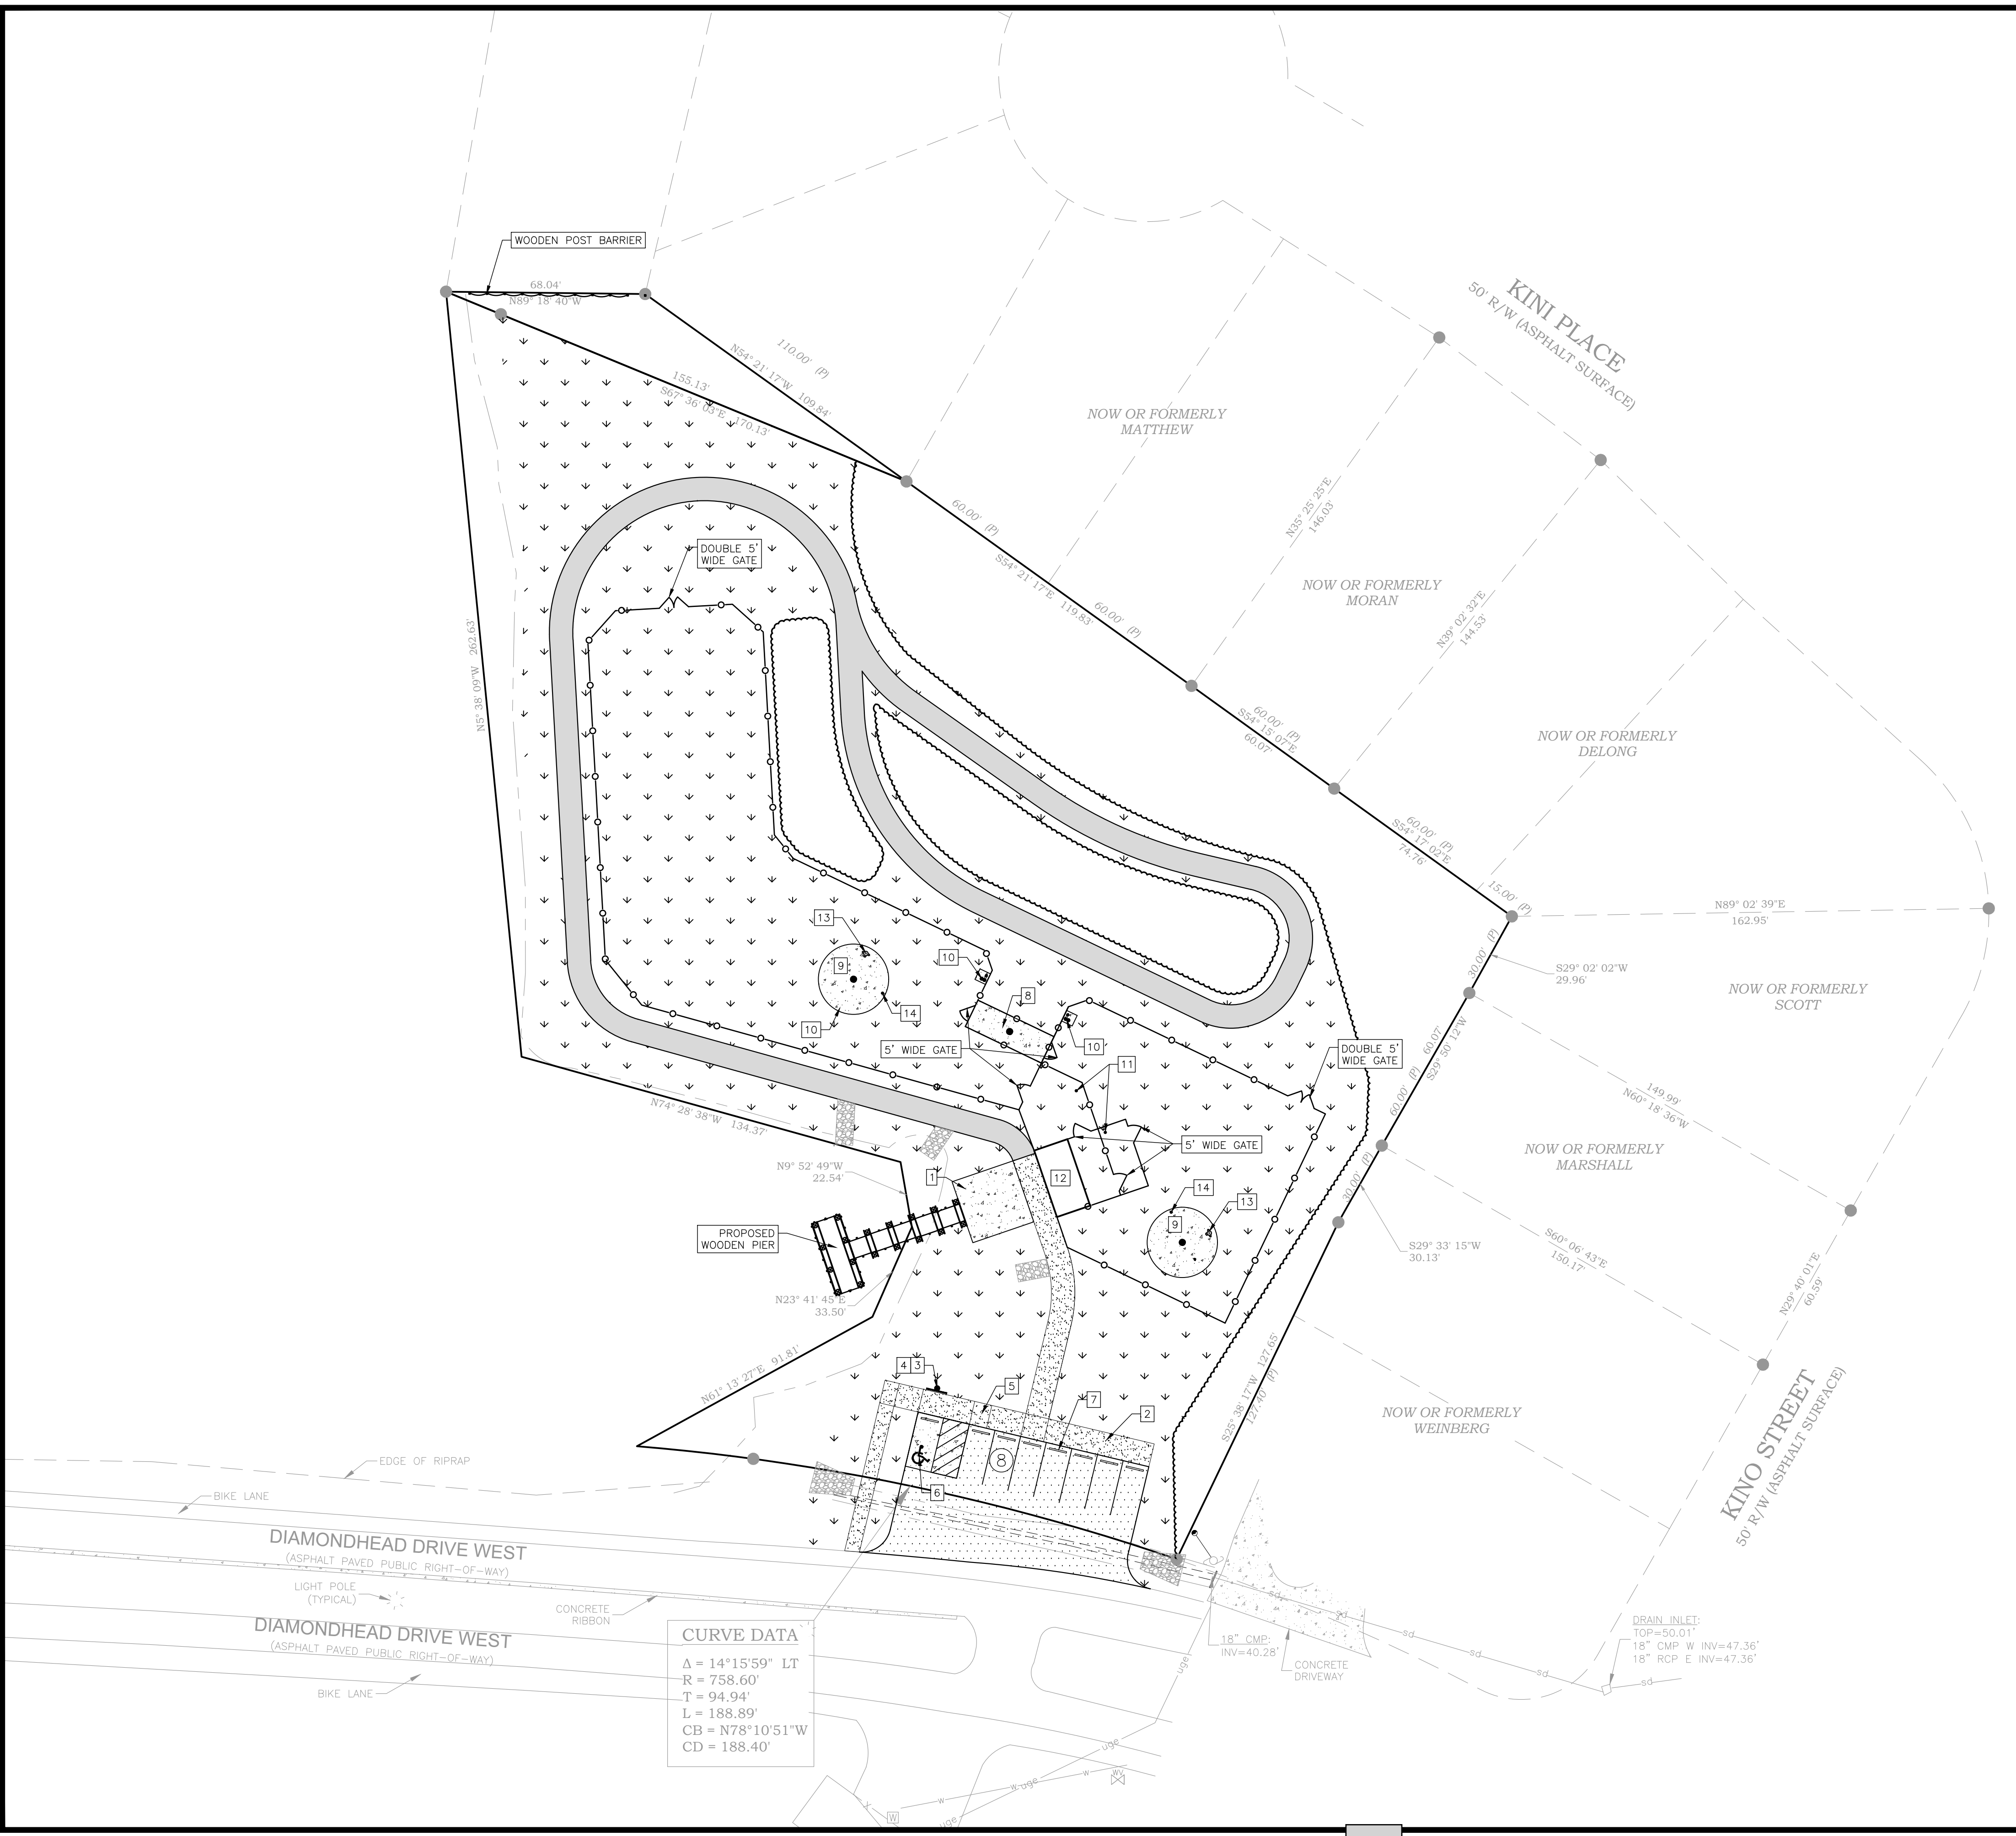 WOODEN POST BARRIER
68.04'
N89° 18' 40"W
110.00' (P)
N54° 21' 17"W 109.84'
155.13'
S67° 36' 03"E 170.13'
KINI PLACE
50' R/W (ASPHALT SURFACE)
NOW OR FORMERLY
MATTHEW
60.00' (P)
N35° 25' 25"E
146.03'
S54° 21' 17"E 119.83'
60.00' (P)
NOW OR FORMERLY
MORAN
DOUBLE 5'
WIDE GATE
N39° 02' 32"E
144.53'
N5° 38' 09"W 262.63'
60.00' (P)
S54° 15' 07"E
60.07'
NOW OR FORMERLY
DELONG
60.00' (P)
S54° 17' 02"E
74.76'
15.00' (P)
N89° 02' 39"E
162.95'
13
9
10
10
14
8
30.00' (P)
S29° 02' 02"W
29.96'
NOW OR FORMERLY
SCOTT
5' WIDE GATE
10
11
DOUBLE 5'
WIDE GATE
60.07'
S29° 50' 12"W
60.00' (P)
149.99'
N60° 18' 36"W
N74° 28' 38"W 134.37'
5' WIDE GATE
NOW OR FORMERLY
MARSHALL
N9° 52' 49"W
22.54'
1
12
30.00' (P)
14
13
9
PROPOSED
WOODEN PIER
S29° 33' 15"W
30.13'
S60° 06' 43"E
150.17'
N29° 40' 01"E
60.59'
N23° 41' 45"E
33.50'
N61° 13' 27"E 91.81'
4
3
5
7
2
S25° 38' 17"W 127.65'
127.40' (P)
NOW OR FORMERLY
WEINBERG
KINO STREET
50' R/W (ASPHALT SURFACE)
8
6
EDGE OF RIPRAP
BIKE LANE
DIAMONDHEAD DRIVE WEST
(ASPHALT PAVED PUBLIC RIGHT-OF-WAY)
LIGHT POLE
(TYPICAL)
CONCRETE
RIBBON
DIAMONDHEAD DRIVE WEST
(ASPHALT PAVED PUBLIC RIGHT-OF-WAY)
BIKE LANE
CURVE DATA
Δ = 14°15'59" LT
R = 758.60'
T = 94.94'
L = 188.89'
CB = N78°10'51"W
CD = 188.40'
18" CMP:
INV=40.28'
CONCRETE
DRIVEWAY
DRAIN INLET:
TOP=50.01'
18" CMP W INV=47.36'
18" RCP E INV=47.36'
sd
sd
sd
sd
sd
sd
uge
uge
uge
uge
w
w
w
wv
W
x